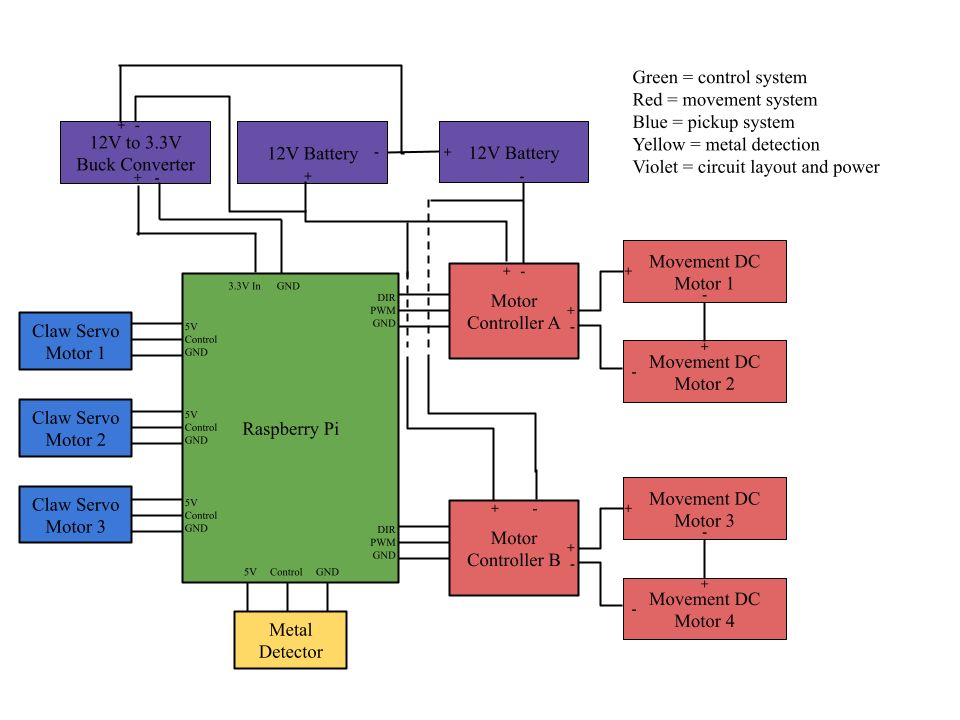 Green = control system
Red = movement system
Blue = pickup system
Yellow = metal detection
Violet = circuit layout and power
+ -
12V to 3.3V
Buck Converter
+ -
12V Battery
-
+
+
12V Battery
-
3.3V In GND
DIR
PWM
GND
+ -
Motor
Controller A
+
-
+
Movement DC
Motor 1
-
+
Movement DC
Motor 2
-
Claw Servo
Motor 1
5V
Control
GND
Claw Servo
Motor 2
5V
Control
GND
Raspberry Pi
Claw Servo
Motor 3
5V
Control
GND
DIR
PWM
GND
+ -
Motor
Controller B
+
-
+
Movement DC
Motor 3
-
+
Movement DC
Motor 4
-
5V Control GND
Metal
Detector